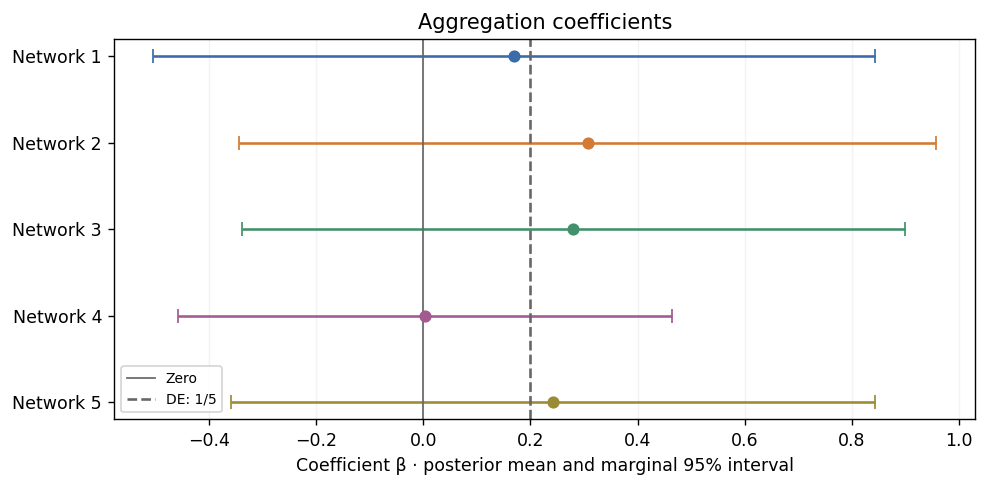 Aggregation coefficients
Network 1
Network 2
Network 3
Network 4
Network 5
Zero
DE: 1/5
−0.4 −0.2 0.0 0.2 0.4 0.6 0.8 1.0
Coefficient β · posterior mean and marginal 95% interval